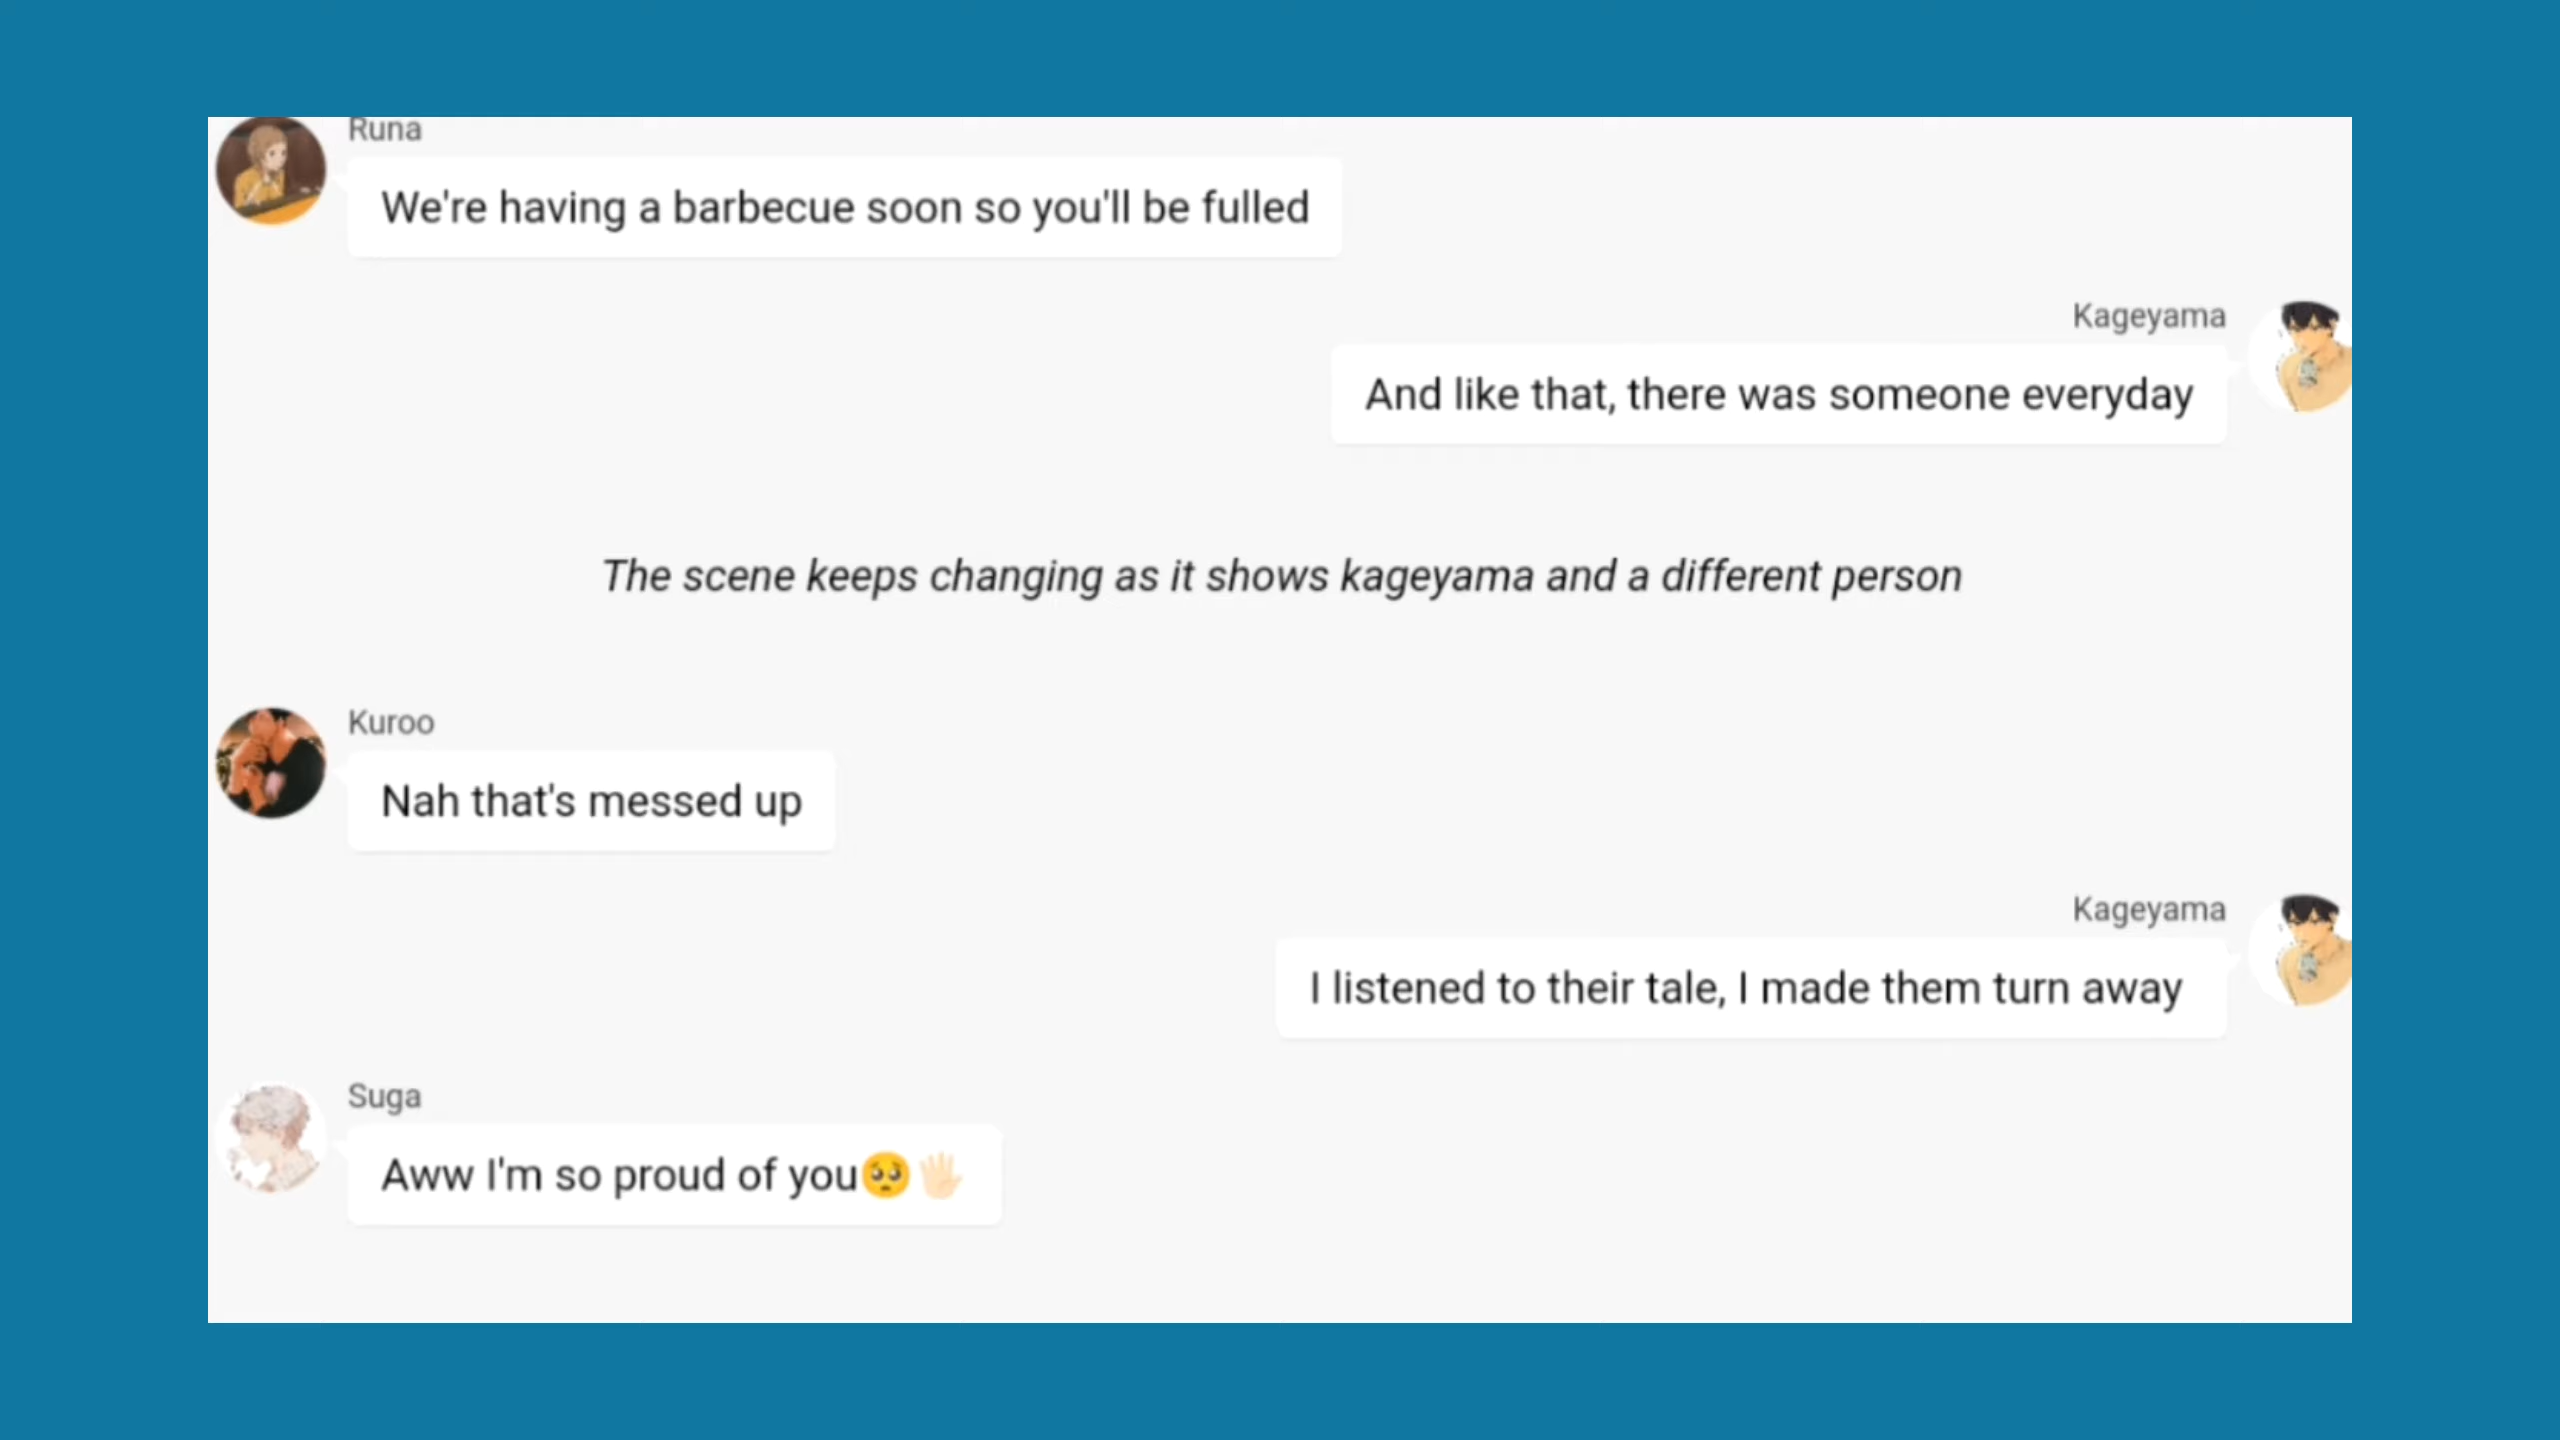 Runa
We're having a barbecue soon so you'll be fulled
Kageyama
And like that, there was someone everyday
The scene keeps changing as it shows kageyama and a different person
Kuroo
Nah that's messed up
Kageyama
I listened to their tale, I made them turn away
Suga
Aww I'm so proud of you🥺🖐🏻